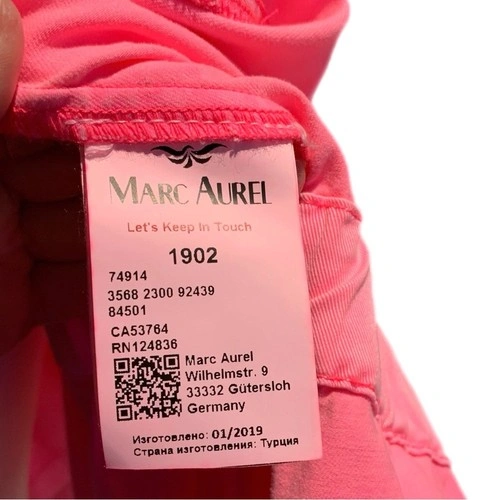 MARC AUREL
Let's Keep In Touch
1902
74914
3568 2300 92439
84501
CA53764
RN124836
Marc Aurel
Wilhelmstr. 9
33332 Gütersloh
Germany
Изготовлено: 01/2019
Страна изготовления: Турция